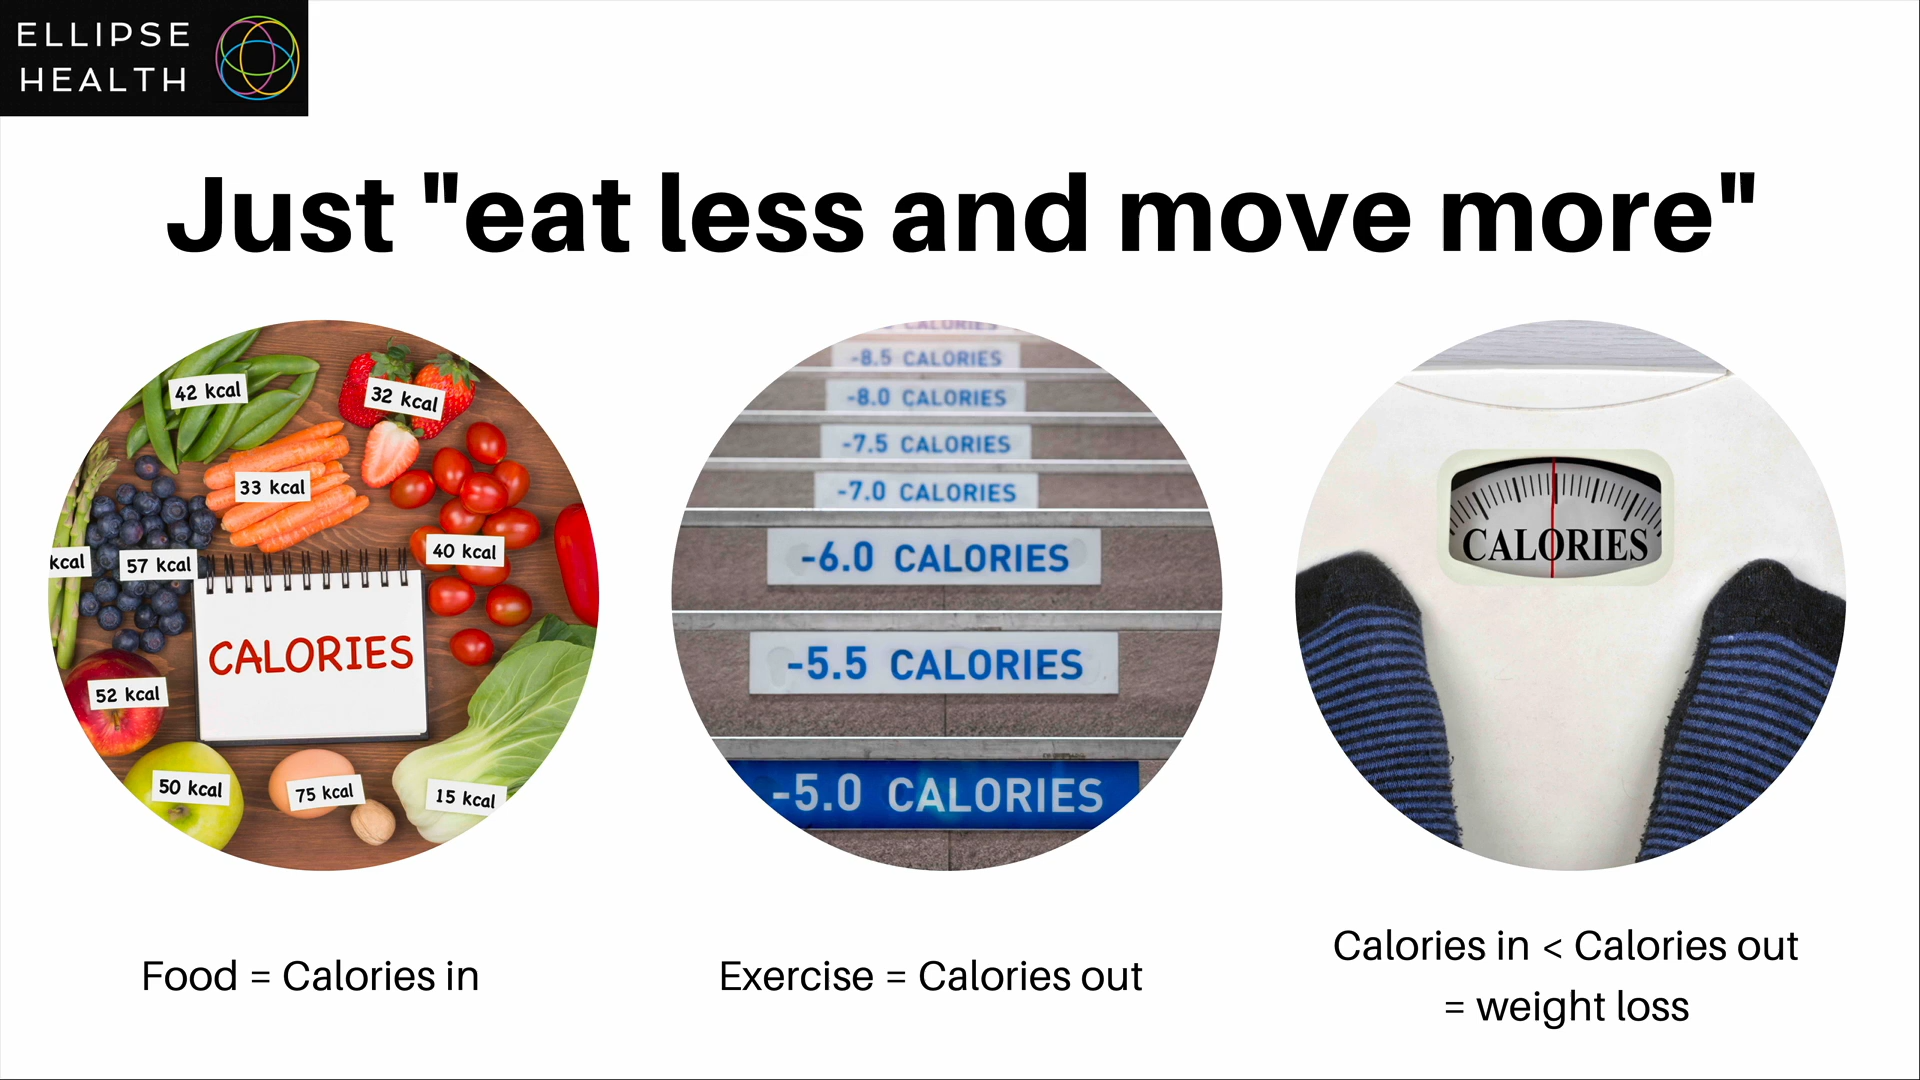 ELLIPSE
HEALTH
Just "eat less and move more"
42 kcal
32 kcal
33 kcal
40 kcal
kcal
57 kcal
CALORIES
52 kcal
50 kcal
75 kcal
15 kcal
CALORIES
-8.5 CALORIES
-8.0 CALORIES
-7.5 CALORIES
-7.0 CALORIES
-6.0 CALORIES
-5.5 CALORIES
-5.0 CALORIES
CALORIES
Food = Calories in
Exercise = Calories out
Calories in < Calories out
= weight loss